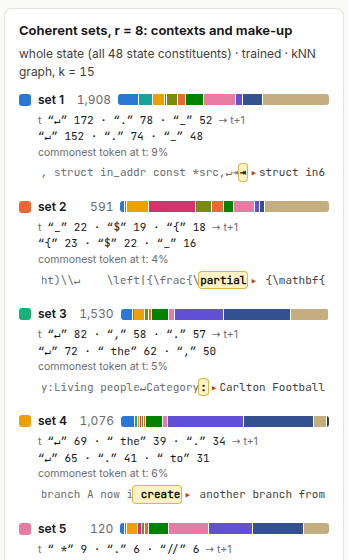 Coherent sets, r = 8: contexts and make-up
whole state (all 48 state constituents) · trained · kNN
graph, k = 15
set 1 1,908
t “↵” 172 · “.” 78 · “_” 52 → t+1
“↵” 152 · “.” 74 · “_” 48
commonest token at t: 9%
, struct in_addr const *src,↵⇥⇥ ▸ struct in6
set 2 591
t “_” 22 · “$” 19 · “{” 18 → t+1
“{” 23 · “$” 22 · “_” 16
commonest token at t: 4%
ht)\\↵ \left|{\frac{\partial ▸ {\mathbf{
set 3 1,530
t “↵” 82 · “,” 58 · “.” 57 → t+1
“↵” 72 · “ the” 62 · “,” 50
commonest token at t: 5%
y:Living people↵Category: ▸ Carlton Football
set 4 1,076
t “↵” 69 · “ the” 39 · “.” 34 → t+1
“↵” 65 · “.” 41 · “ to” 31
commonest token at t: 6%
branch A now i create ▸ another branch from
set 5 120
t “ *” 9 · “.” 6 · “//” 6 → t+1